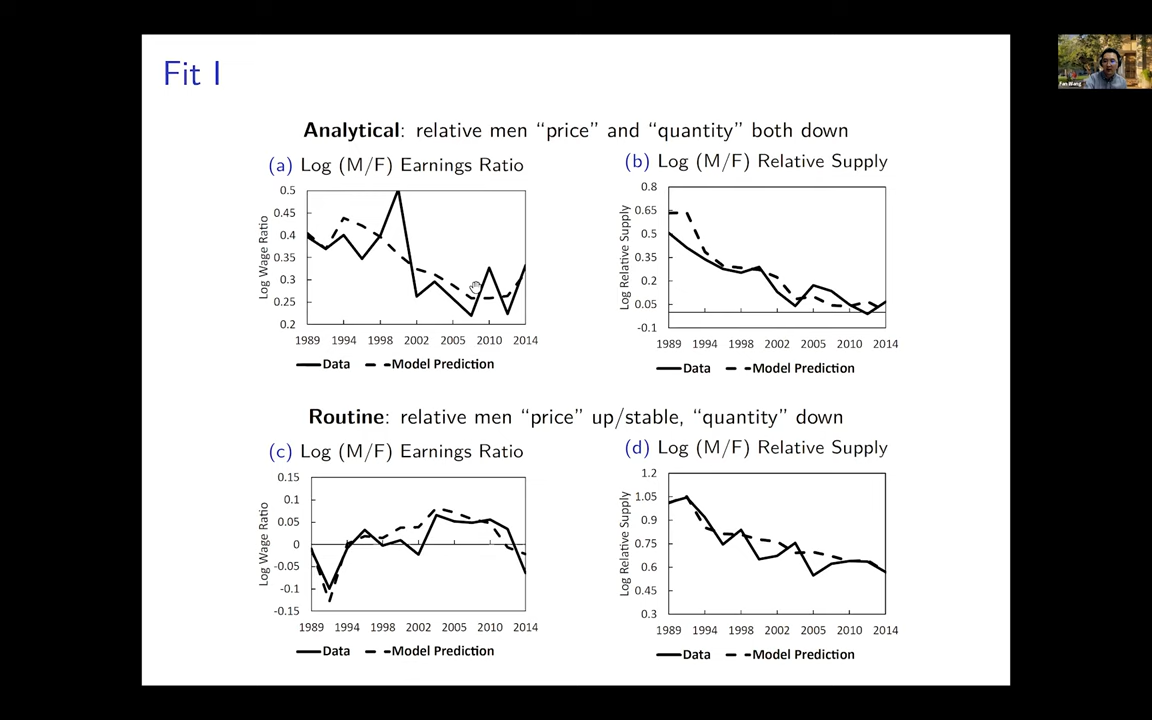 Fit I
Analytical: relative men “price” and “quantity” both down
(a) Log (M/F) Earnings Ratio
(b) Log (M/F) Relative Supply
Log Wage Ratio
0.5
0.45
0.4
0.35
0.3
0.25
0.2
1989 1994 1998 2002 2005 2010 2014
Data Model Prediction
Log Relative Supply
0.8
0.65
0.5
0.35
0.2
0.05
-0.1
1989 1994 1998 2002 2005 2010 2014
Data Model Prediction
Routine: relative men “price” up/stable, “quantity” down
(c) Log (M/F) Earnings Ratio
(d) Log (M/F) Relative Supply
Log Wage Ratio
0.15
0.1
0.05
0
-0.05
-0.1
-0.15
1989 1994 1998 2002 2005 2010 2014
Data Model Prediction
Log Relative Supply
1.2
1.05
0.9
0.75
0.6
0.45
0.3
1989 1994 1998 2002 2005 2010 2014
Data Model Prediction
Fan Wang